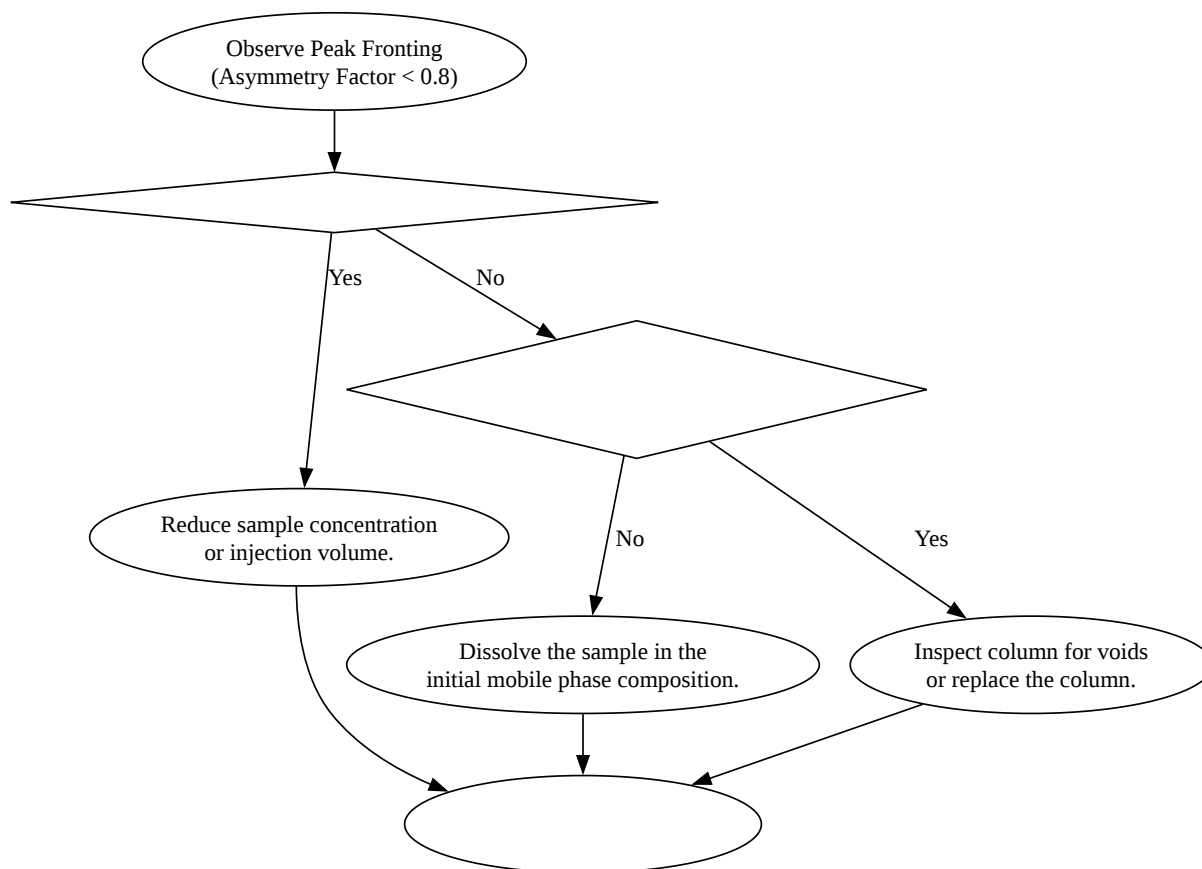 Observe Peak Fronting
(Asymmetry Factor < 0.8)
Yes
No
Reduce sample concentration
or injection volume.
No
Yes
Dissolve the sample in the
initial mobile phase composition.
Inspect column for voids
or replace the column.